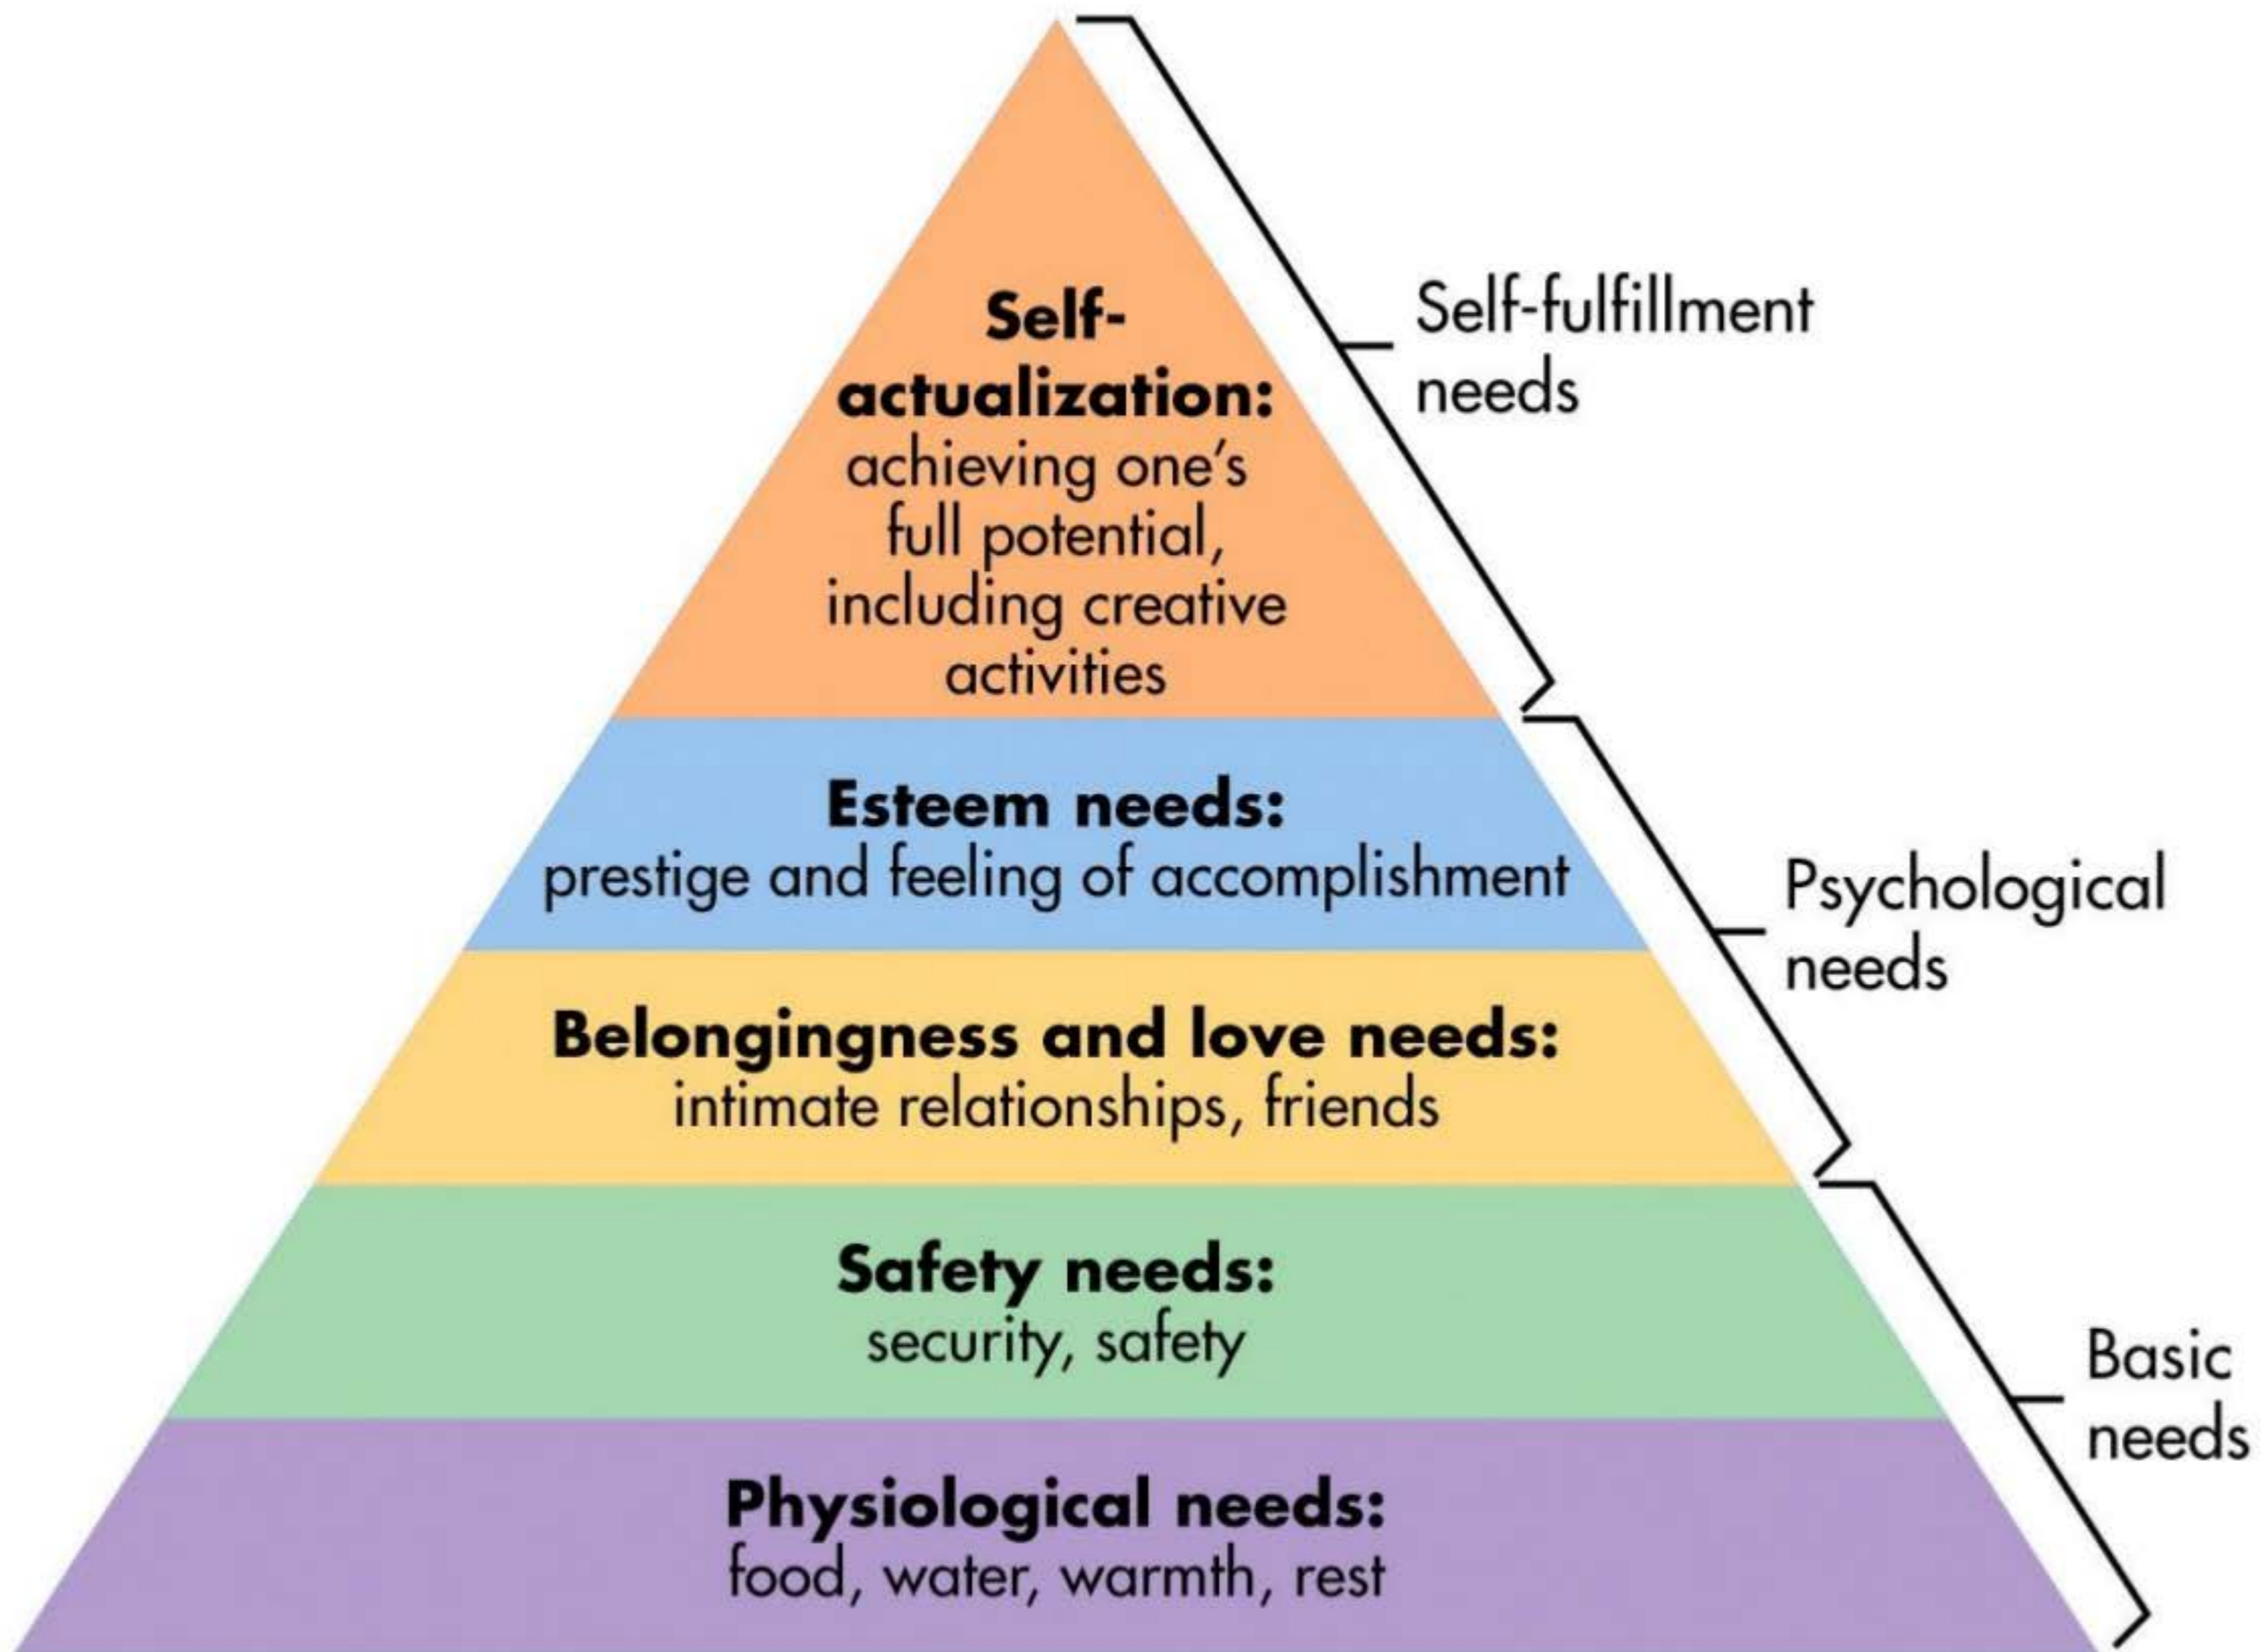 Self-
actualization:
achieving one's
full potential,
including creative
activities
Self-fulfillment
needs
Esteem needs:
prestige and feeling of accomplishment
Psychological
needs
Belongingness and love needs:
intimate relationships, friends
Safety needs:
security, safety
Basic
needs
Physiological needs:
food, water, warmth, rest